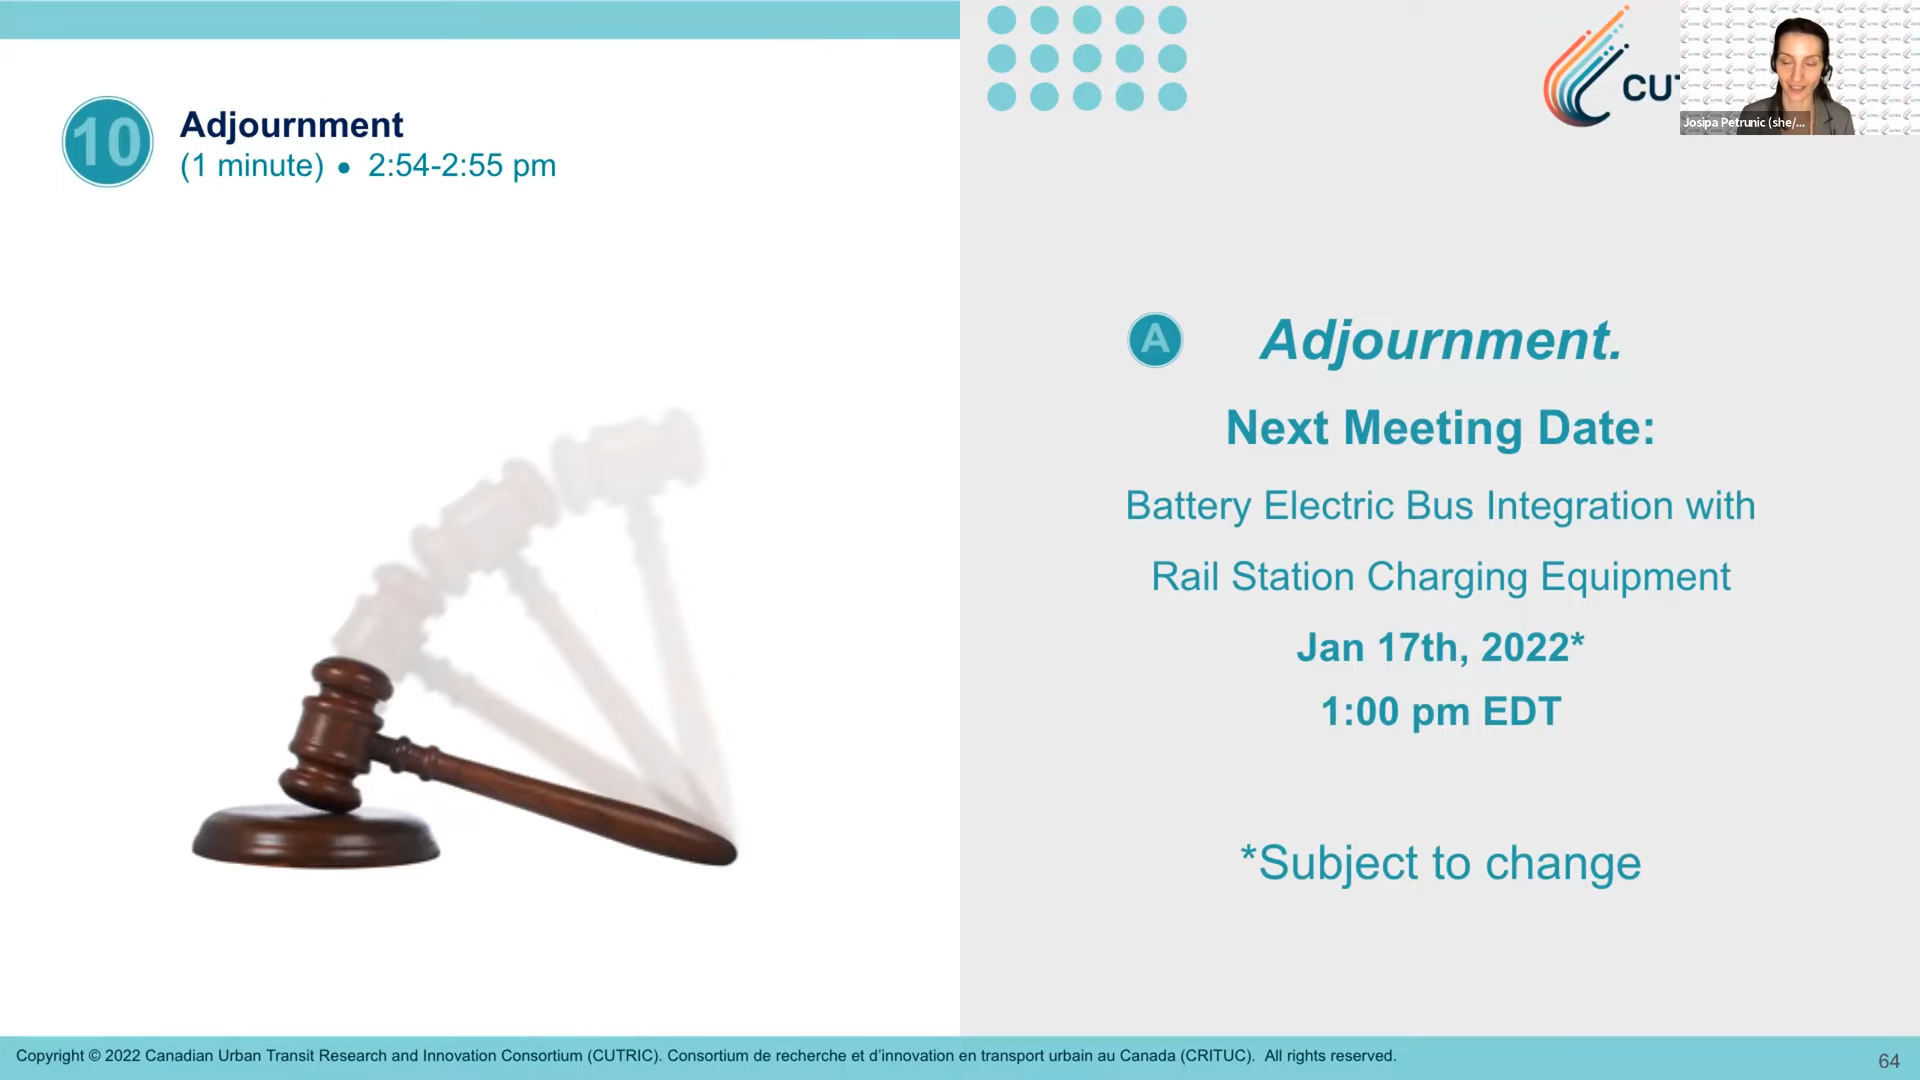 10
Adjournment
(1 minute) • 2:54-2:55 pm
CUT
Josipa Petrunic (she/...
A
Adjournment.
Next Meeting Date:
Battery Electric Bus Integration with
Rail Station Charging Equipment
Jan 17th, 2022*
1:00 pm EDT
*Subject to change
Copyright © 2022 Canadian Urban Transit Research and Innovation Consortium (CUTRIC). Consortium de recherche et d’innovation en transport urbain au Canada (CRITUC). All rights reserved.
64